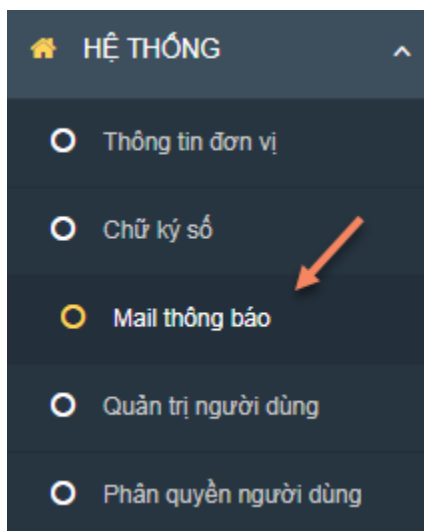 HỆ THỐNG
Thông tin đơn vị
Chữ ký số
Mail thông báo
Quản trị người dùng
Phân quyền người dùng